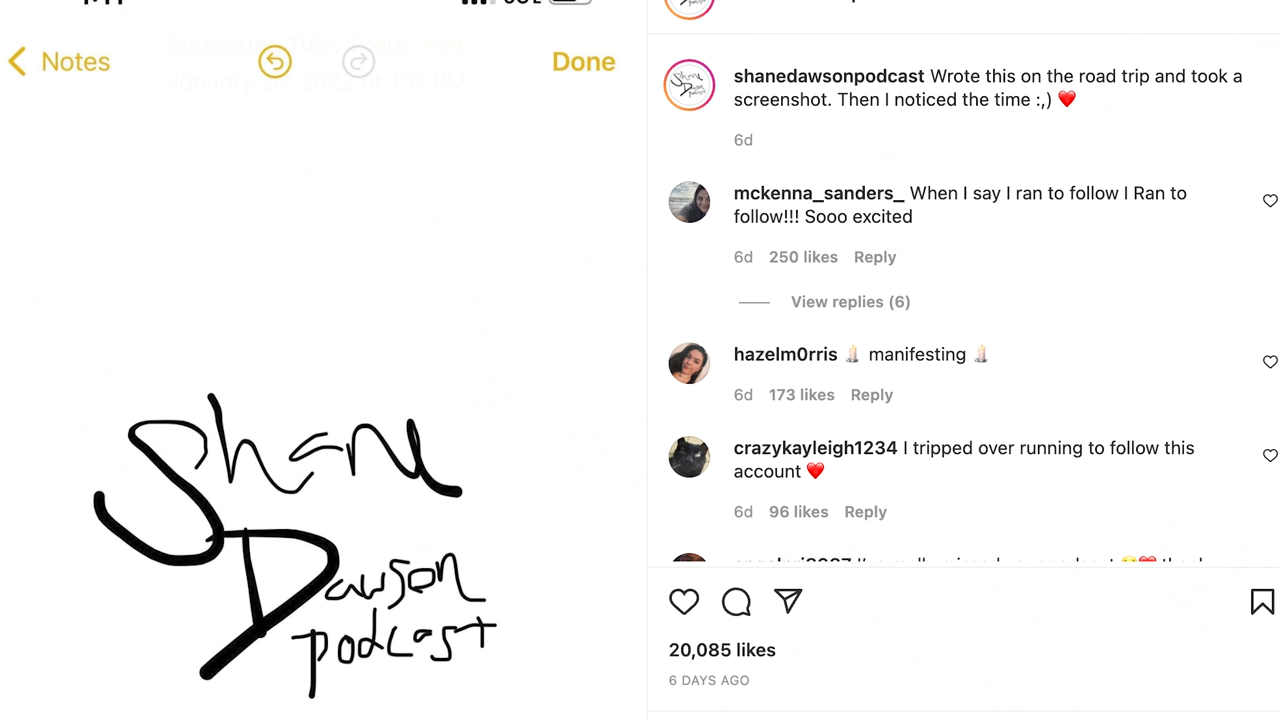 Notes
Done
Shane
Dawson
podcast
shanedawsonpodcast Wrote this on the road trip and took a
screenshot. Then I noticed the time :,) ❤️
6d
mckenna_sanders_ When I say I ran to follow I Ran to
follow!!! Sooo excited
6d 250 likes Reply
View replies (6)
hazelm0rris 🕯️ manifesting 🕯️
6d 173 likes Reply
crazykayleigh1234 I tripped over running to follow this
account ❤️
6d 96 likes Reply
20,085 likes
6 DAYS AGO